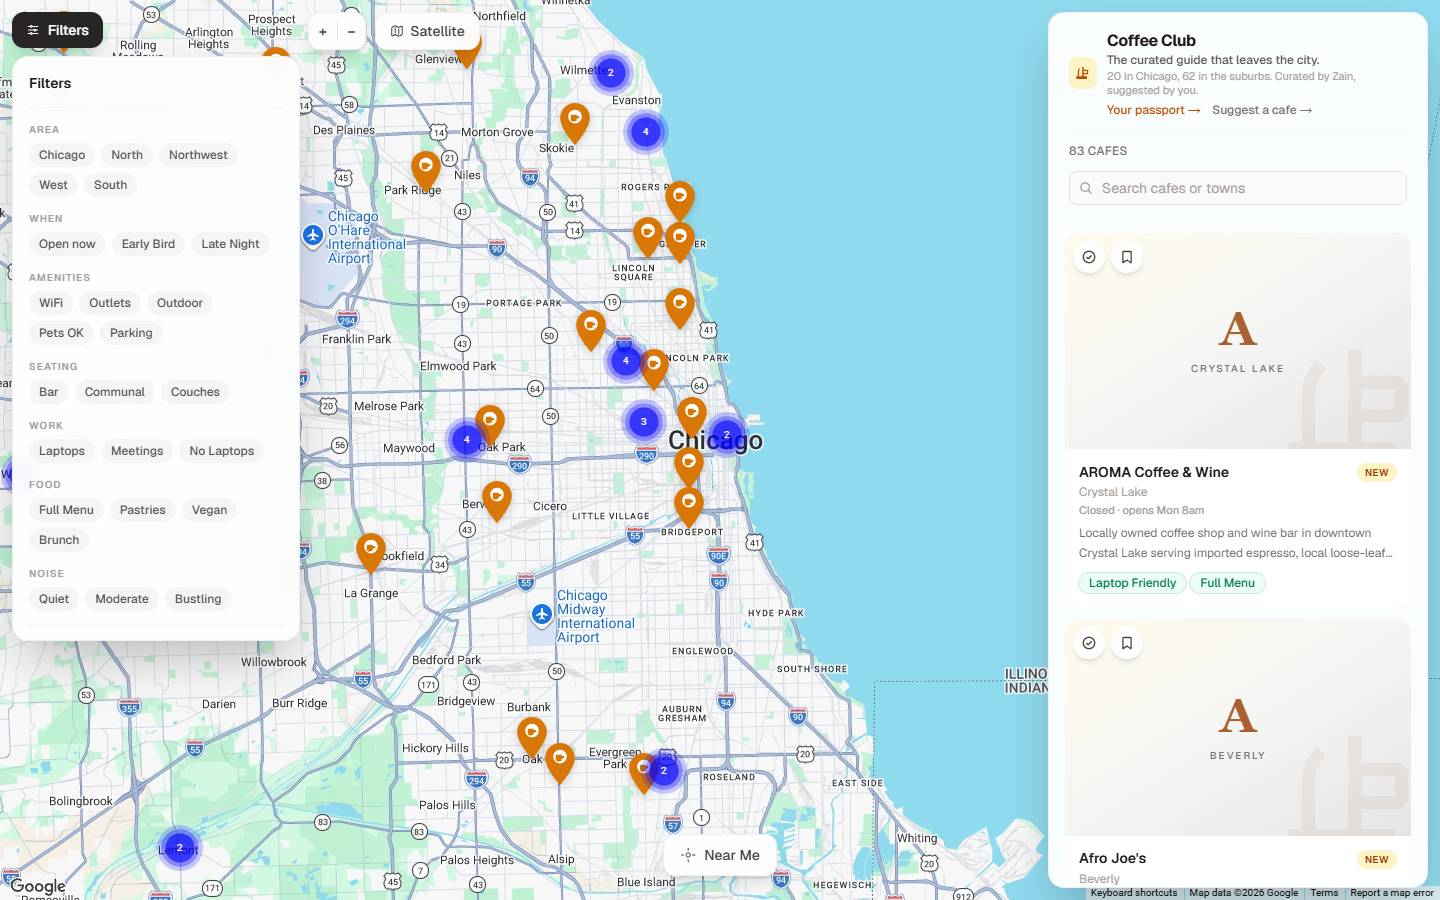 Filters
+
−
Satellite
Filters
AREA
Chicago
North
Northwest
West
South
WHEN
Open now
Early Bird
Late Night
AMENITIES
WiFi
Outlets
Outdoor
Pets OK
Parking
SEATING
Bar
Communal
Couches
WORK
Laptops
Meetings
No Laptops
FOOD
Full Menu
Pastries
Vegan
Brunch
NOISE
Quiet
Moderate
Bustling
Arlington
Heights
Prospect
Heights
Rolling
Northfield
Winnetka
Glenview
Evanston
Des Plaines
Morton Grove
Skokie
Niles
Park Ridge
Chicago
O'Hare
International
Airport
LINCOLN
SQUARE
PORTAGE PARK
Franklin Park
Elmwood Park
Melrose Park
Maywood
Oak Park
Chicago
Cicero
LITTLE VILLAGE
BRIDGEPORT
La Grange
Chicago
Midway
International
Airport
HYDE PARK
ENGLEWOOD
SOUTH SHORE
Willowbrook
Bedford Park
Darien
Burr Ridge
Bridgeview
Burbank
AUBURN
GRESHAM
Hickory Hills
Evergreen
Park
ROSELAND
EAST SIDE
Bolingbrook
Palos Hills
Palos Heights
Alsip
Blue Island
Whiting
HEGEWISCH
Near Me
Google
Coffee Club
The curated guide that leaves the city.
20 in Chicago, 62 in the suburbs. Curated by Zain,
suggested by you.
Your passport →
Suggest a cafe →
83 CAFES
Search cafes or towns
A
CRYSTAL LAKE
AROMA Coffee & Wine
NEW
Crystal Lake
Closed · opens Mon 8am
Locally owned coffee shop and wine bar in downtown
Crystal Lake serving imported espresso, local loose-leaf…
Laptop Friendly
Full Menu
A
BEVERLY
Afro Joe's
NEW
Beverly
Keyboard shortcuts
Map data ©2026 Google
Terms
Report a map error